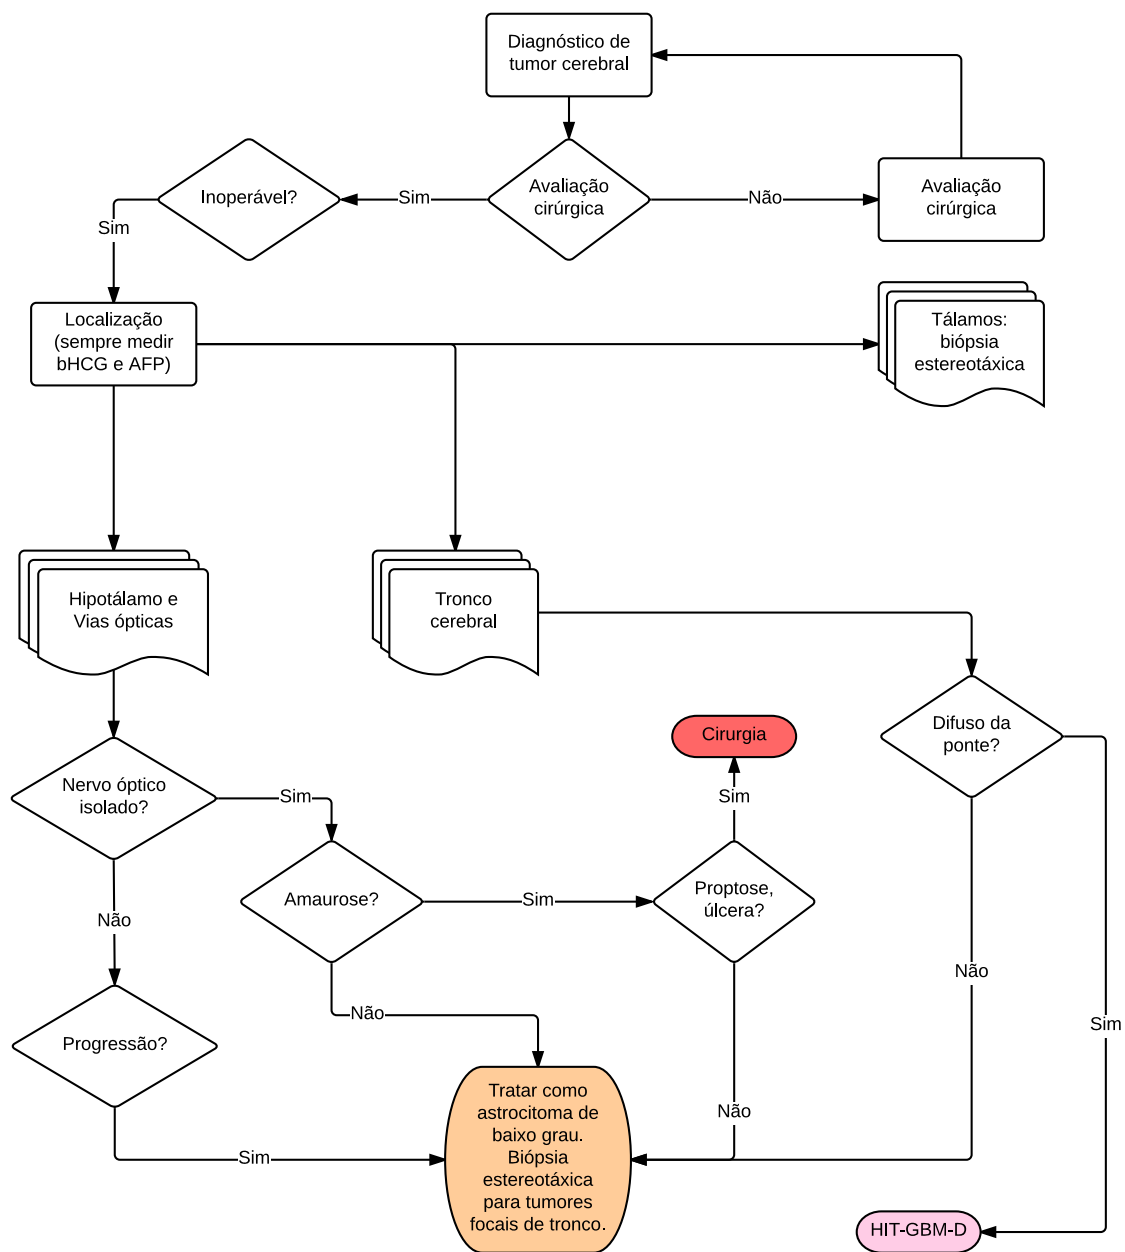 Diagnóstico de
tumor cerebral
Inoperável?
Sim
Avaliação
cirúrgica
Não
Avaliação
cirúrgica
Sim
Localização
(sempre medir
bHCG e AFP)
Tálamos:
biópsia
estereotáxica
Hipotálamo e
Vias ópticas
Tronco
cerebral
Cirurgia
Difuso da
ponte?
Nervo óptico
isolado?
Sim
Sim
Amaurose?
Sim
Proptose,
úlcera?
Não
Não
Não
Sim
Progressão?
Tratar como
astrocitoma de
baixo grau.
Biópsia
estereotáxica
para tumores
focais de tronco.
Não
Sim
HIT-GBM-D